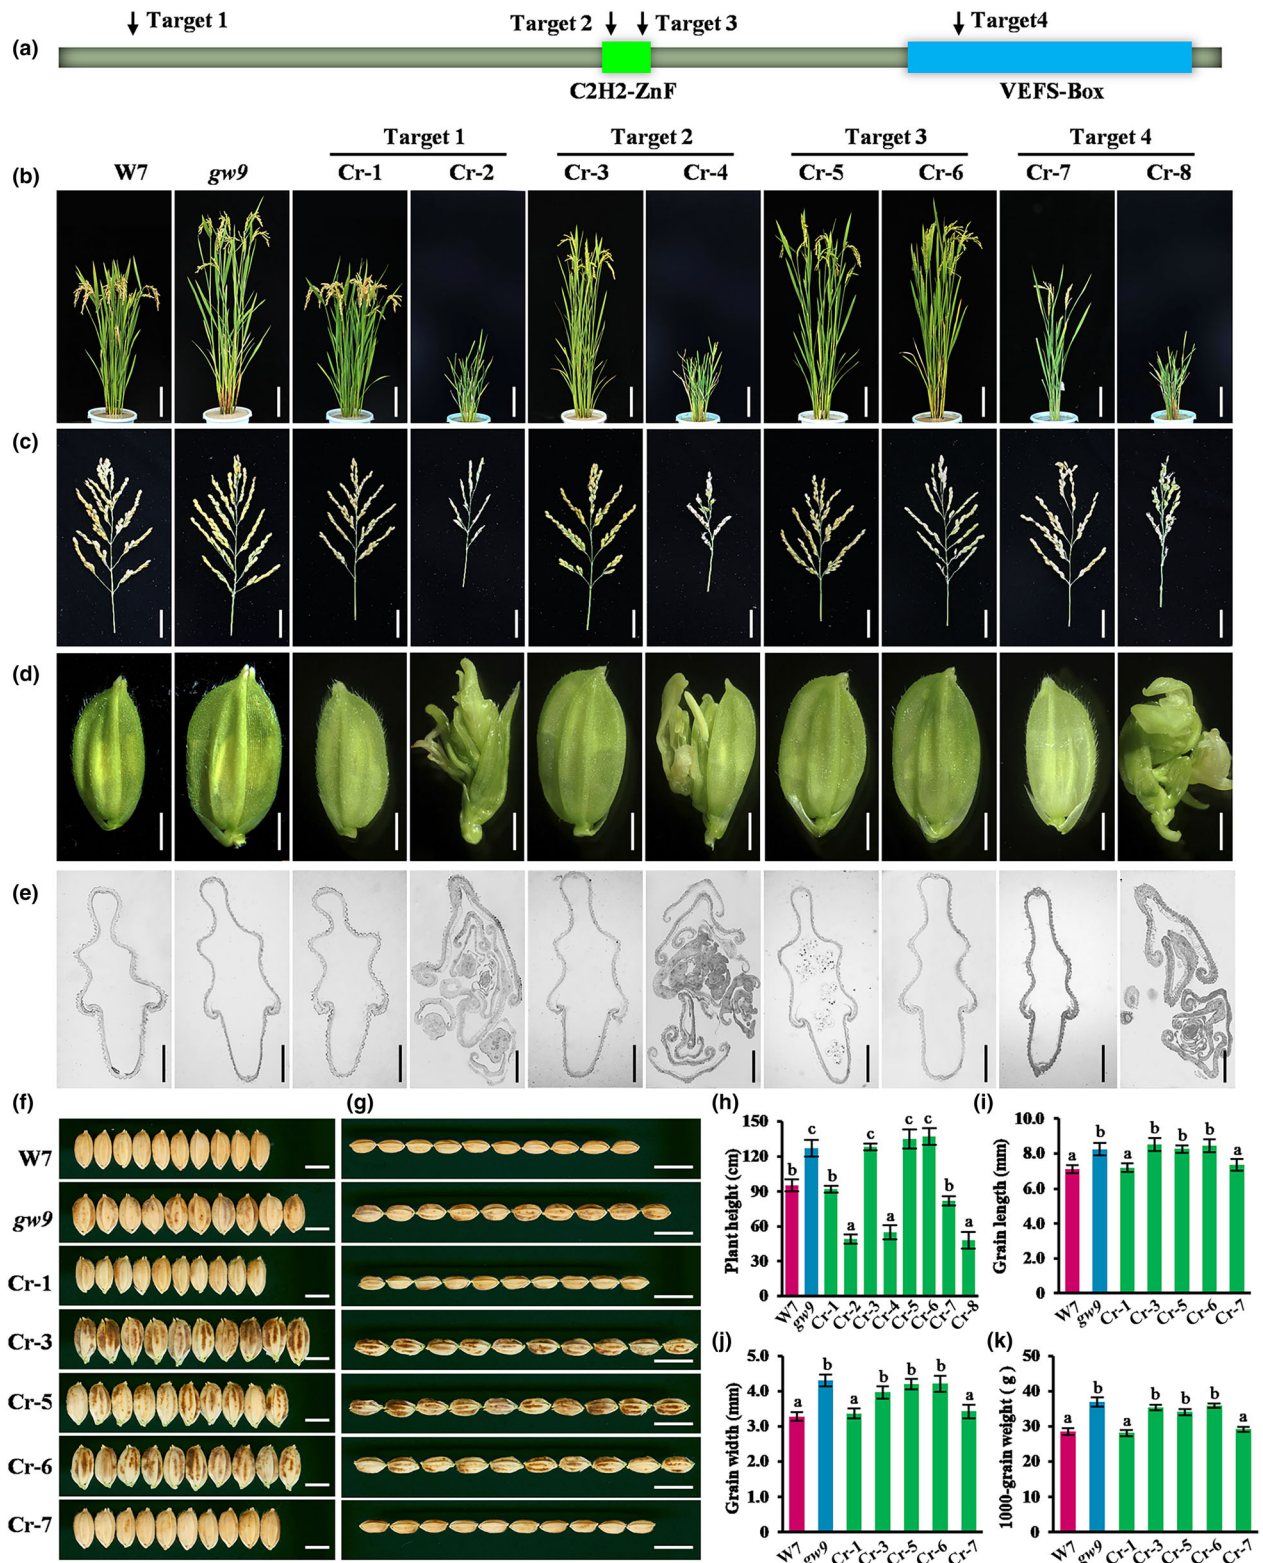 (a) Target 1 Target 2 Target 3 Target4
C2H2-ZnF VEFS-Box
Target 1 Target 2 Target 3 Target 4
(b) W7 gw9 Cr-1 Cr-2 Cr-3 Cr-4 Cr-5 Cr-6 Cr-7 Cr-8
(c)
(d)
(e)
(f)
W7
gw9
Cr-1
Cr-3
Cr-5
Cr-6
Cr-7
(g)
(h)
Plant height (cm)
150
120
90
60
30
0
b c b a c a c c b a
W7 gw9 Cr-1 Cr-2 Cr-3 Cr-4 Cr-5 Cr-6 Cr-7 Cr-8
(i)
Grain length (mm)
10.0
8.0
6.0
4.0
2.0
0
a b a b b b a
W7 gw9 Cr-1 Cr-3 Cr-5 Cr-6 Cr-7
(j)
Grain width (mm)
5.0
4.0
3.0
2.0
1.0
0
a b a b b b a
W7 gw9 Cr-1 Cr-3 Cr-5 Cr-6 Cr-7
(k)
1000-grain weight ( g )
50
40
30
20
10
0
a b a b b b a
W7 gw9 Cr-1 Cr-3 Cr-5 Cr-6 Cr-7